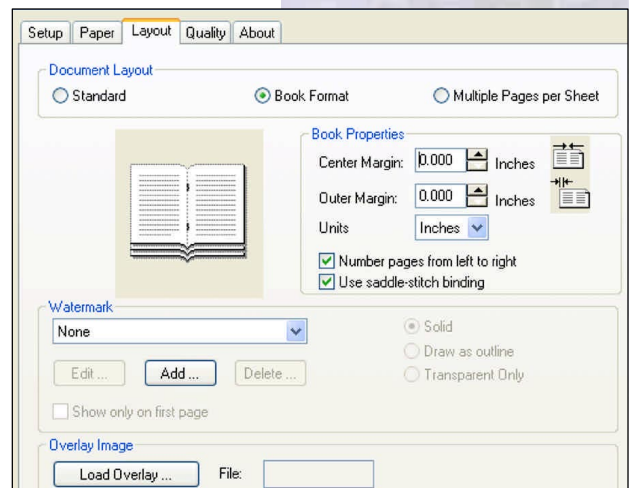 Setup Paper Layout Quality About
Document Layout
Standard Book Format Multiple Pages per Sheet
Book Properties
Center Margin: 0.000 Inches
Outer Margin: 0.000 Inches
Units Inches
Number pages from left to right
Use saddle-stitch binding
Watermark
None
Solid
Draw as outline
Transparent Only
Edit ... Add ... Delete ...
Show only on first page
Overlay Image
Load Overlay ... File: